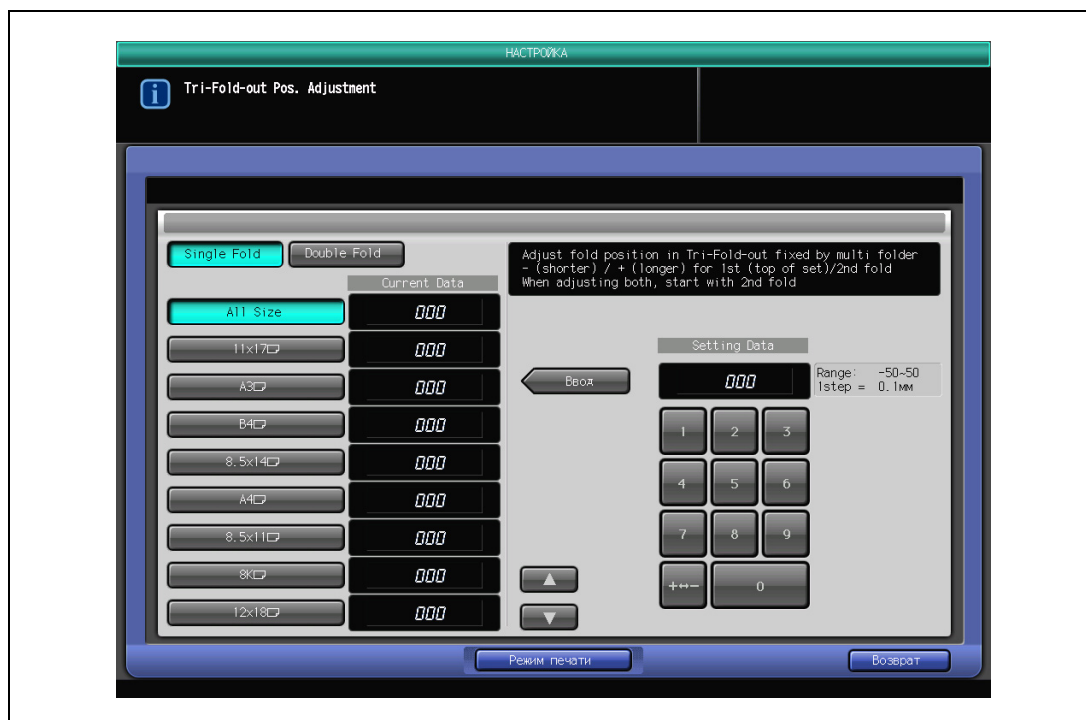 НАСТРОЙКА
Tri-Fold-out Pos. Adjustment
Single Fold
Double Fold
Current Data
All Size 000
11x17 000
A3 000
B4 000
8.5x14 000
A4 000
8.5x11 000
8K 000
12x18 000
Adjust fold position in Tri-Fold-out fixed by multi folder
- (shorter) / + (longer) for 1st (top of set)/2nd fold
When adjusting both, start with 2nd fold
Setting Data
Ввод
000
Range: -50~50
1step = 0.1мм
1 2 3
4 5 6
7 8 9
+↔− 0
Режим печати
Возврат